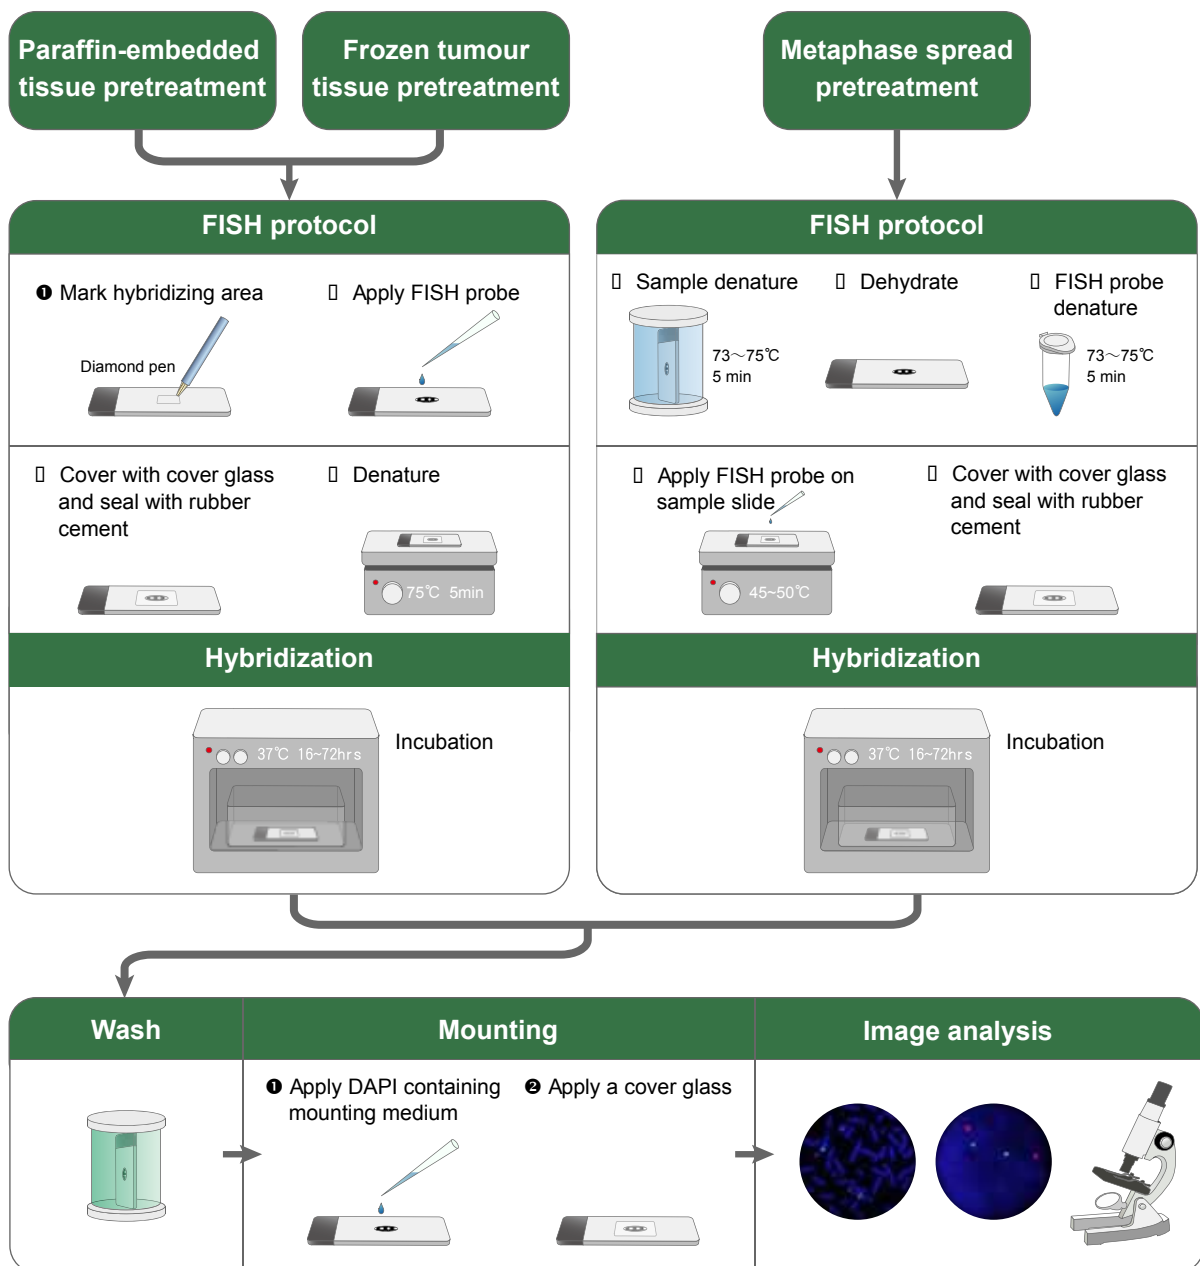 Paraffin-embedded
tissue pretreatment
Frozen tumour
tissue pretreatment
Metaphase spread
pretreatment
FISH protocol
❶ Mark hybridizing area
Diamond pen
▯ Apply FISH probe
▯ Cover with cover glass
and seal with rubber
cement
▯ Denature
75℃ 5min
Hybridization
37℃ 16~72hrs
Incubation
FISH protocol
▯ Sample denature
73～75℃
5 min
▯ Dehydrate
▯ FISH probe
denature
73～75℃
5 min
▯ Apply FISH probe on
sample slide
45~50℃
▯ Cover with cover glass
and seal with rubber
cement
Hybridization
37℃ 16~72hrs
Incubation
Wash
Mounting
❶ Apply DAPI containing
mounting medium
❷ Apply a cover glass
Image analysis